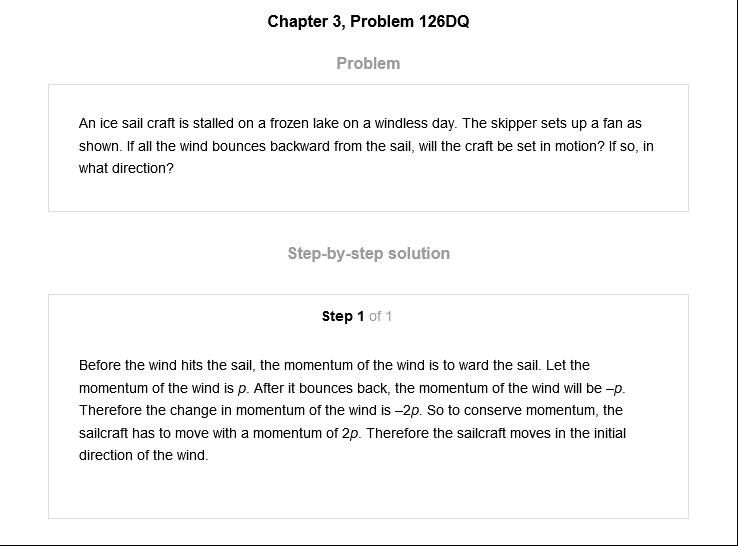 Chapter 3, Problem 126DQ
Problem
An ice sail craft is stalled on a frozen lake on a windless day. The skipper sets up a fan as
shown. If all the wind bounces backward from the sail, will the craft be set in motion? If so, in
what direction?
Step-by-step solution
Step 1 of 1
Before the wind hits the sail, the momentum of the wind is to ward the sail. Let the
momentum of the wind is p. After it bounces back, the momentum of the wind will be –p.
Therefore the change in momentum of the wind is –2p. So to conserve momentum, the
sailcraft has to move with a momentum of 2p. Therefore the sailcraft moves in the initial
direction of the wind.